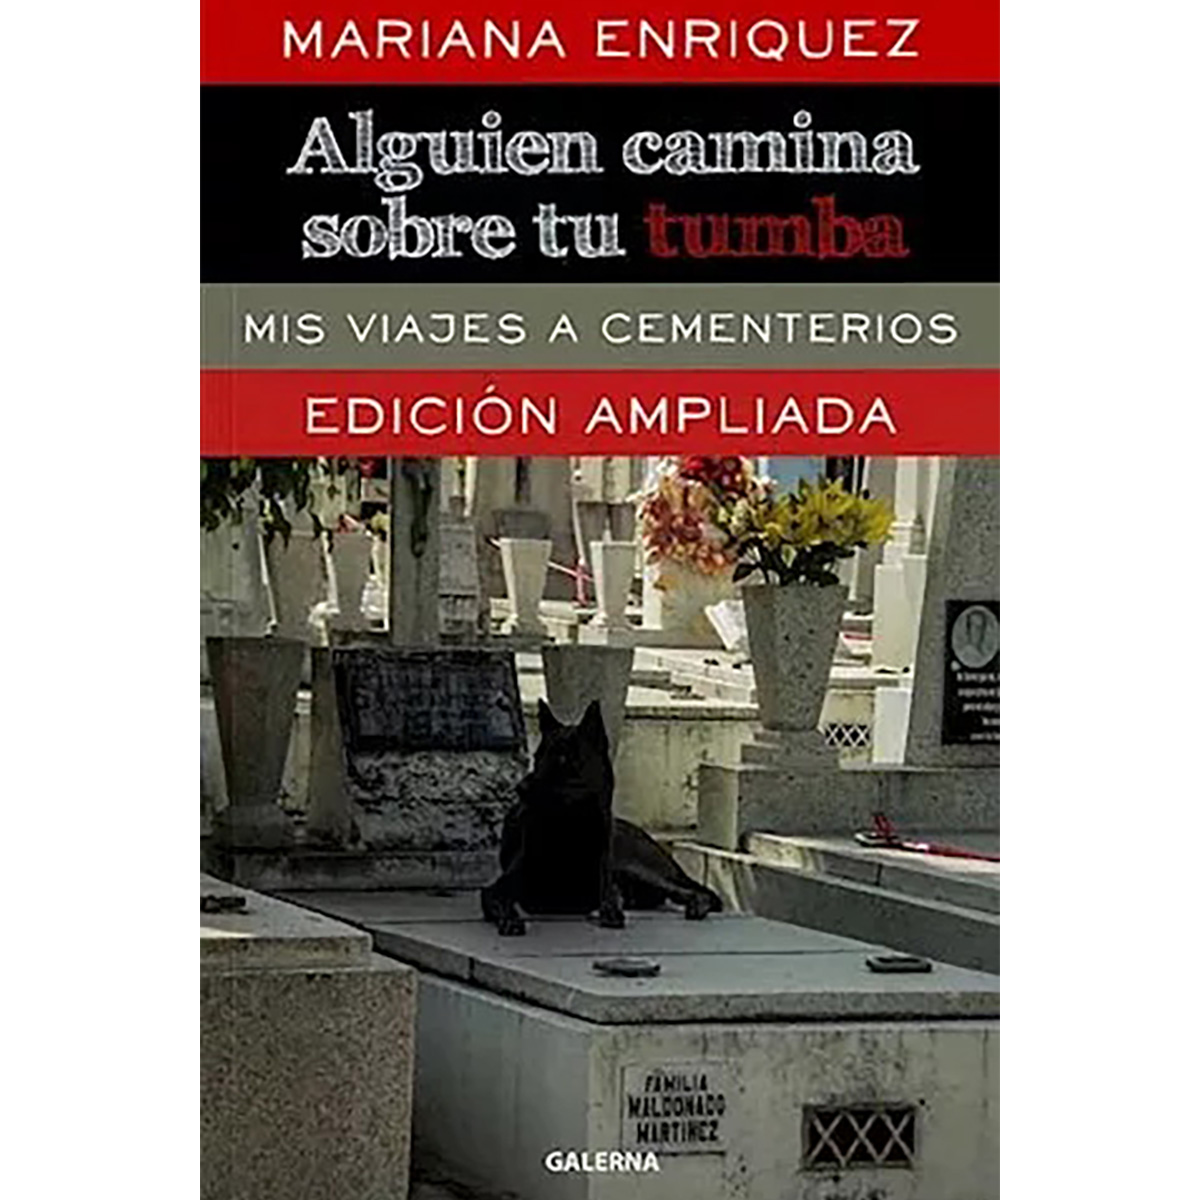 MARIANA ENRIQUEZ
Alguien camina
sobre tu tumba
MIS VIAJES A CEMENTERIOS
EDICIÓN AMPLIADA
FAMILIA
MALDONADO
MARTINEZ
GALERNA